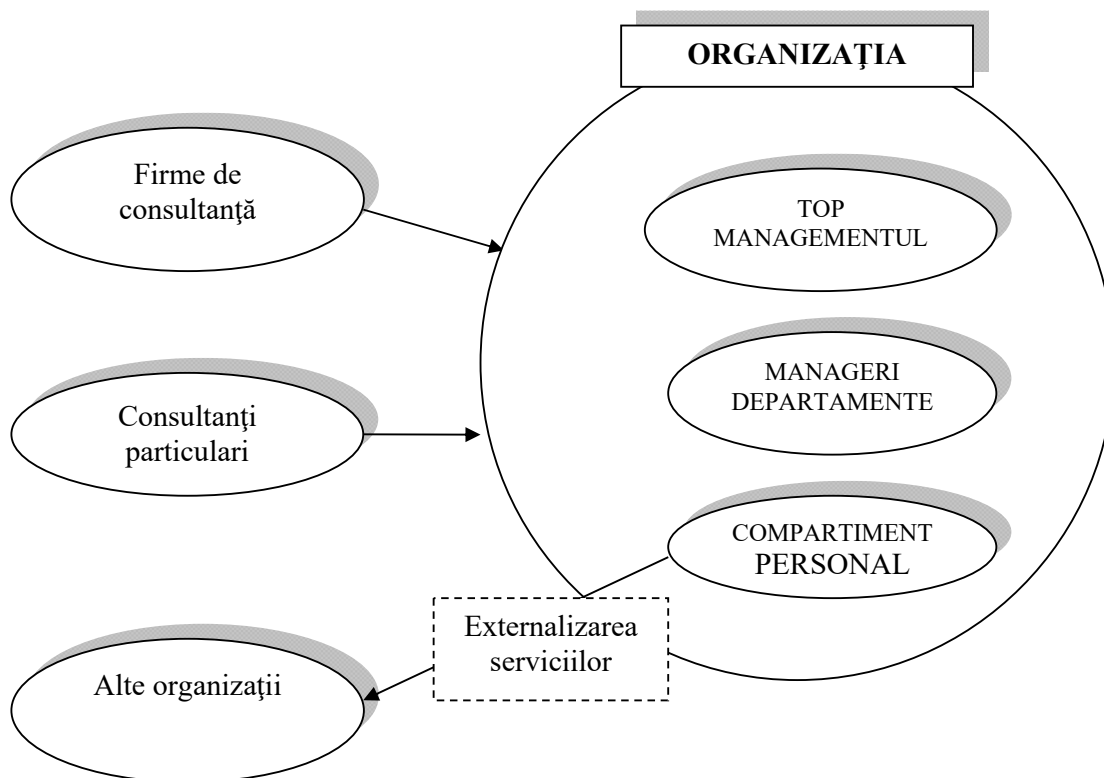 ORGANIZAŢIA
Firme de
consultanţă
TOP
MANAGEMENTUL
MANAGERI
DEPARTAMENTE
Consultanţi
particulari
COMPARTIMENT
PERSONAL
Externalizarea
serviciilor
Alte organizaţii